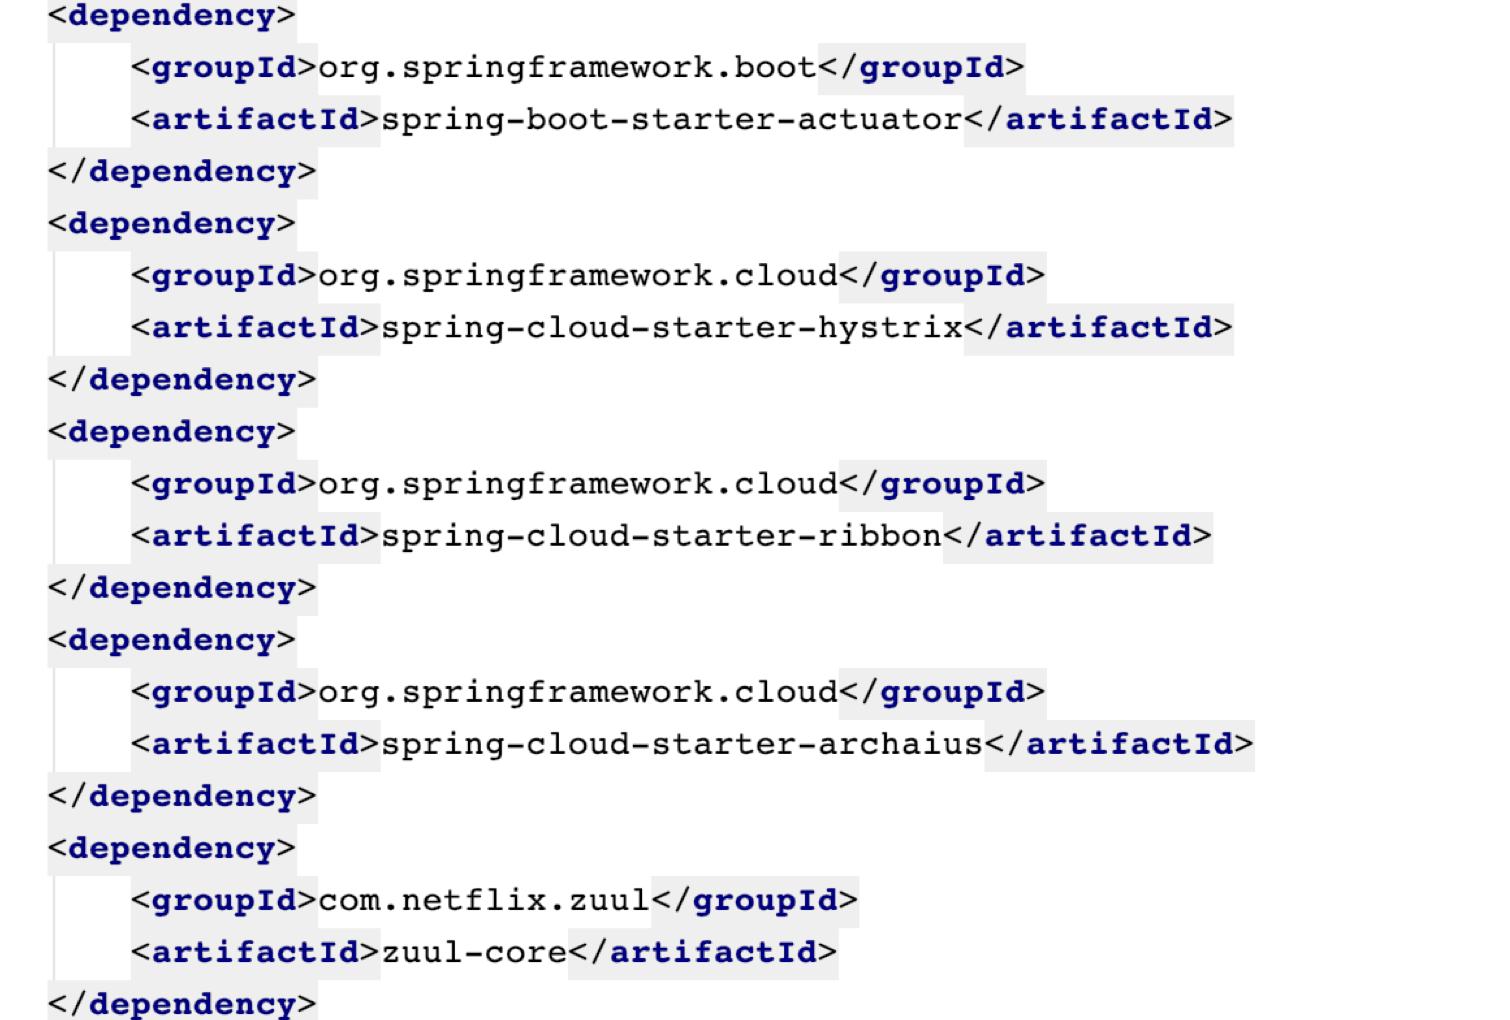 <dependency>
<groupId>org.springframework.boot</groupId>
<artifactId>spring-boot-starter-actuator</artifactId>
</dependency>
<dependency>
<groupId>org.springframework.cloud</groupId>
<artifactId>spring-cloud-starter-hystrix</artifactId>
</dependency>
<dependency>
<groupId>org.springframework.cloud</groupId>
<artifactId>spring-cloud-starter-ribbon</artifactId>
</dependency>
<dependency>
<groupId>org.springframework.cloud</groupId>
<artifactId>spring-cloud-starter-archaius</artifactId>
</dependency>
<dependency>
<groupId>com.netflix.zuul</groupId>
<artifactId>zuul-core</artifactId>
</dependency>